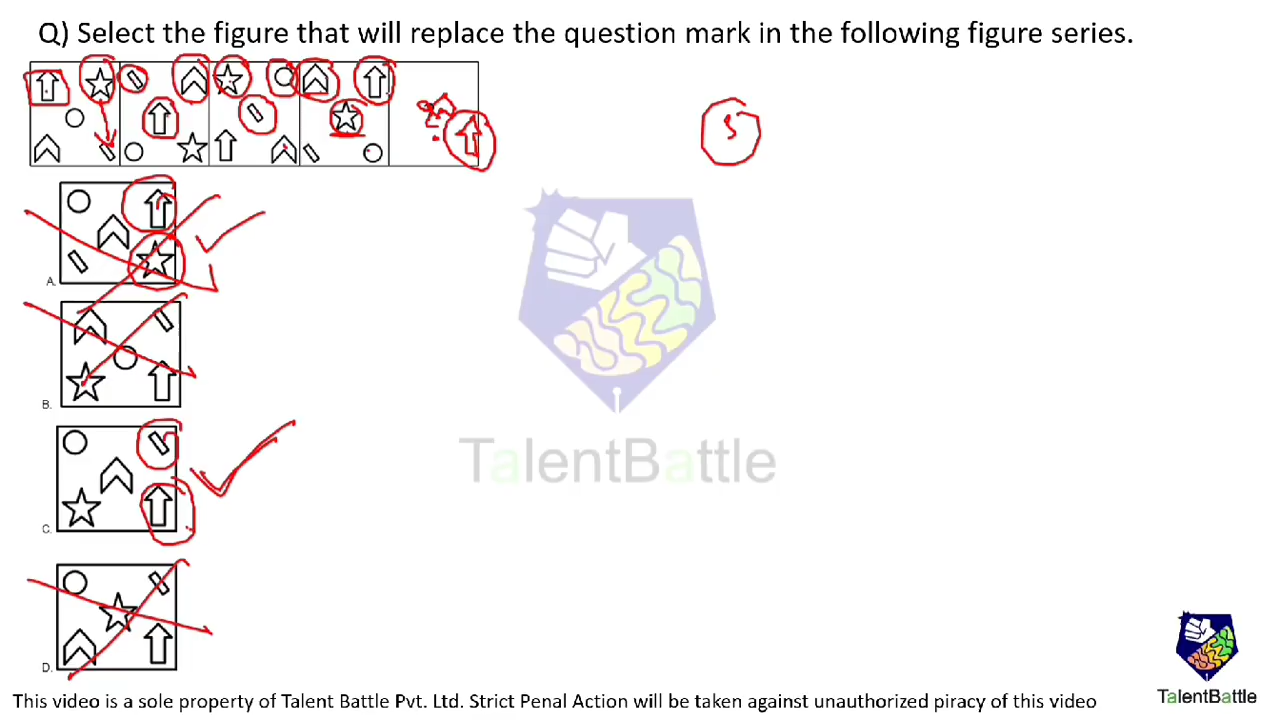 Q) Select the figure that will replace the question mark in the following figure series.
5
A.
B.
C.
D.
TalentBattle
TalentBattle
This video is a sole property of Talent Battle Pvt. Ltd. Strict Penal Action will be taken against unauthorized piracy of this video